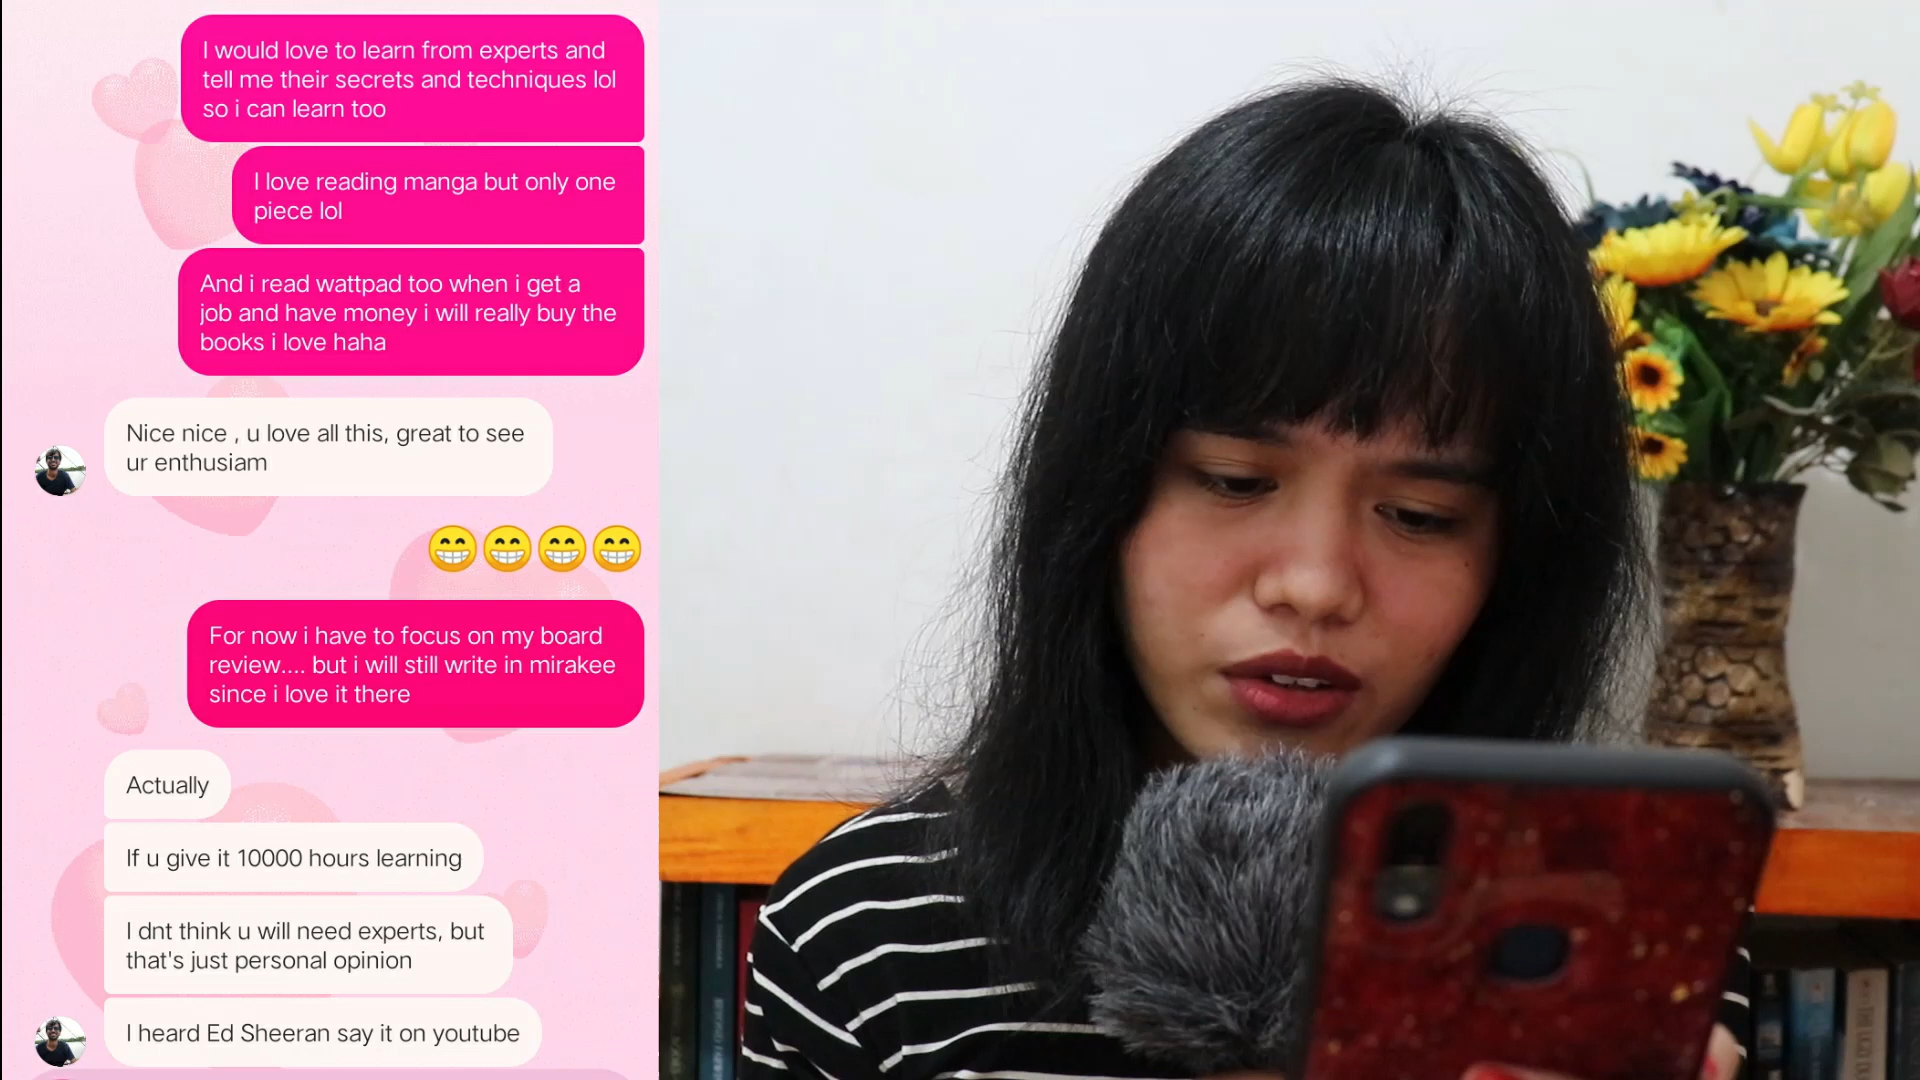 I would love to learn from experts and
tell me their secrets and techniques lol
so i can learn too
I love reading manga but only one
piece lol
And i read wattpad too when i get a
job and have money i will really buy the
books i love haha
Nice nice , u love all this, great to see
ur enthusiam
For now i have to focus on my board
review.... but i will still write in mirakee
since i love it there
Actually
If u give it 10000 hours learning
I dnt think u will need experts, but
that's just personal opinion
I heard Ed Sheeran say it on youtube